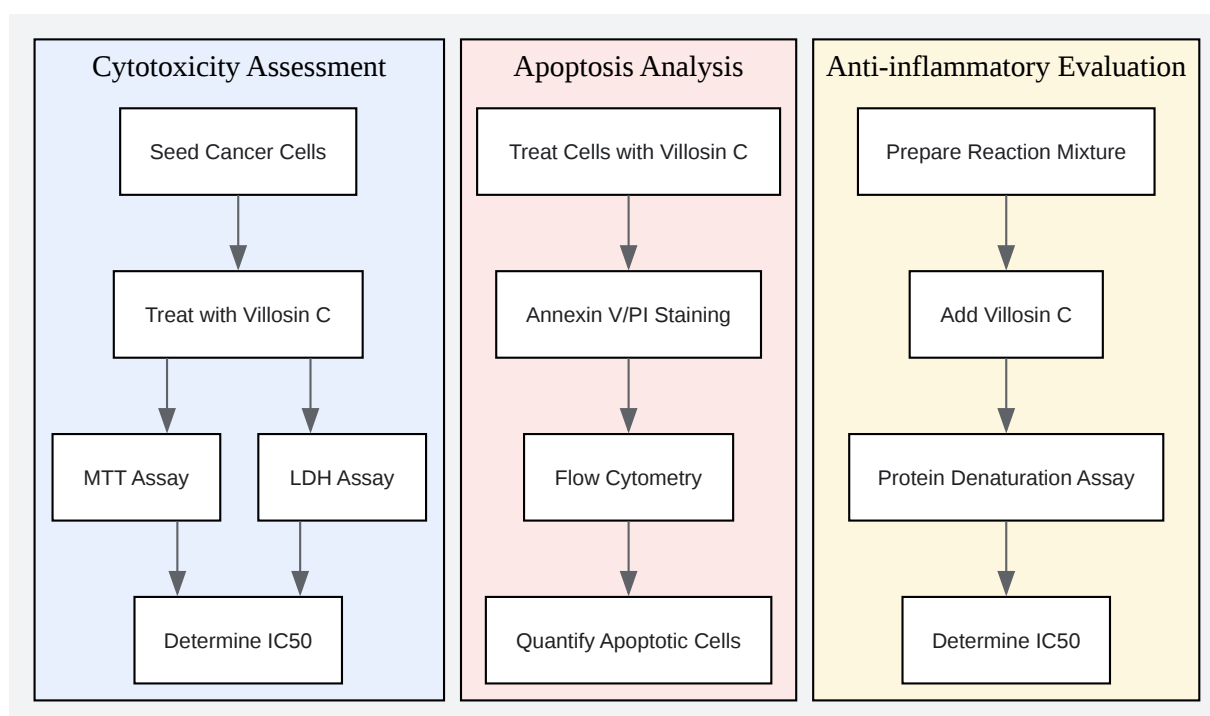 Cytotoxicity Assessment
Seed Cancer Cells
Treat with Villosin C
MTT Assay
LDH Assay
Determine IC50
Apoptosis Analysis
Treat Cells with Villosin C
Annexin V/PI Staining
Flow Cytometry
Quantify Apoptotic Cells
Anti-inflammatory Evaluation
Prepare Reaction Mixture
Add Villosin C
Protein Denaturation Assay
Determine IC50